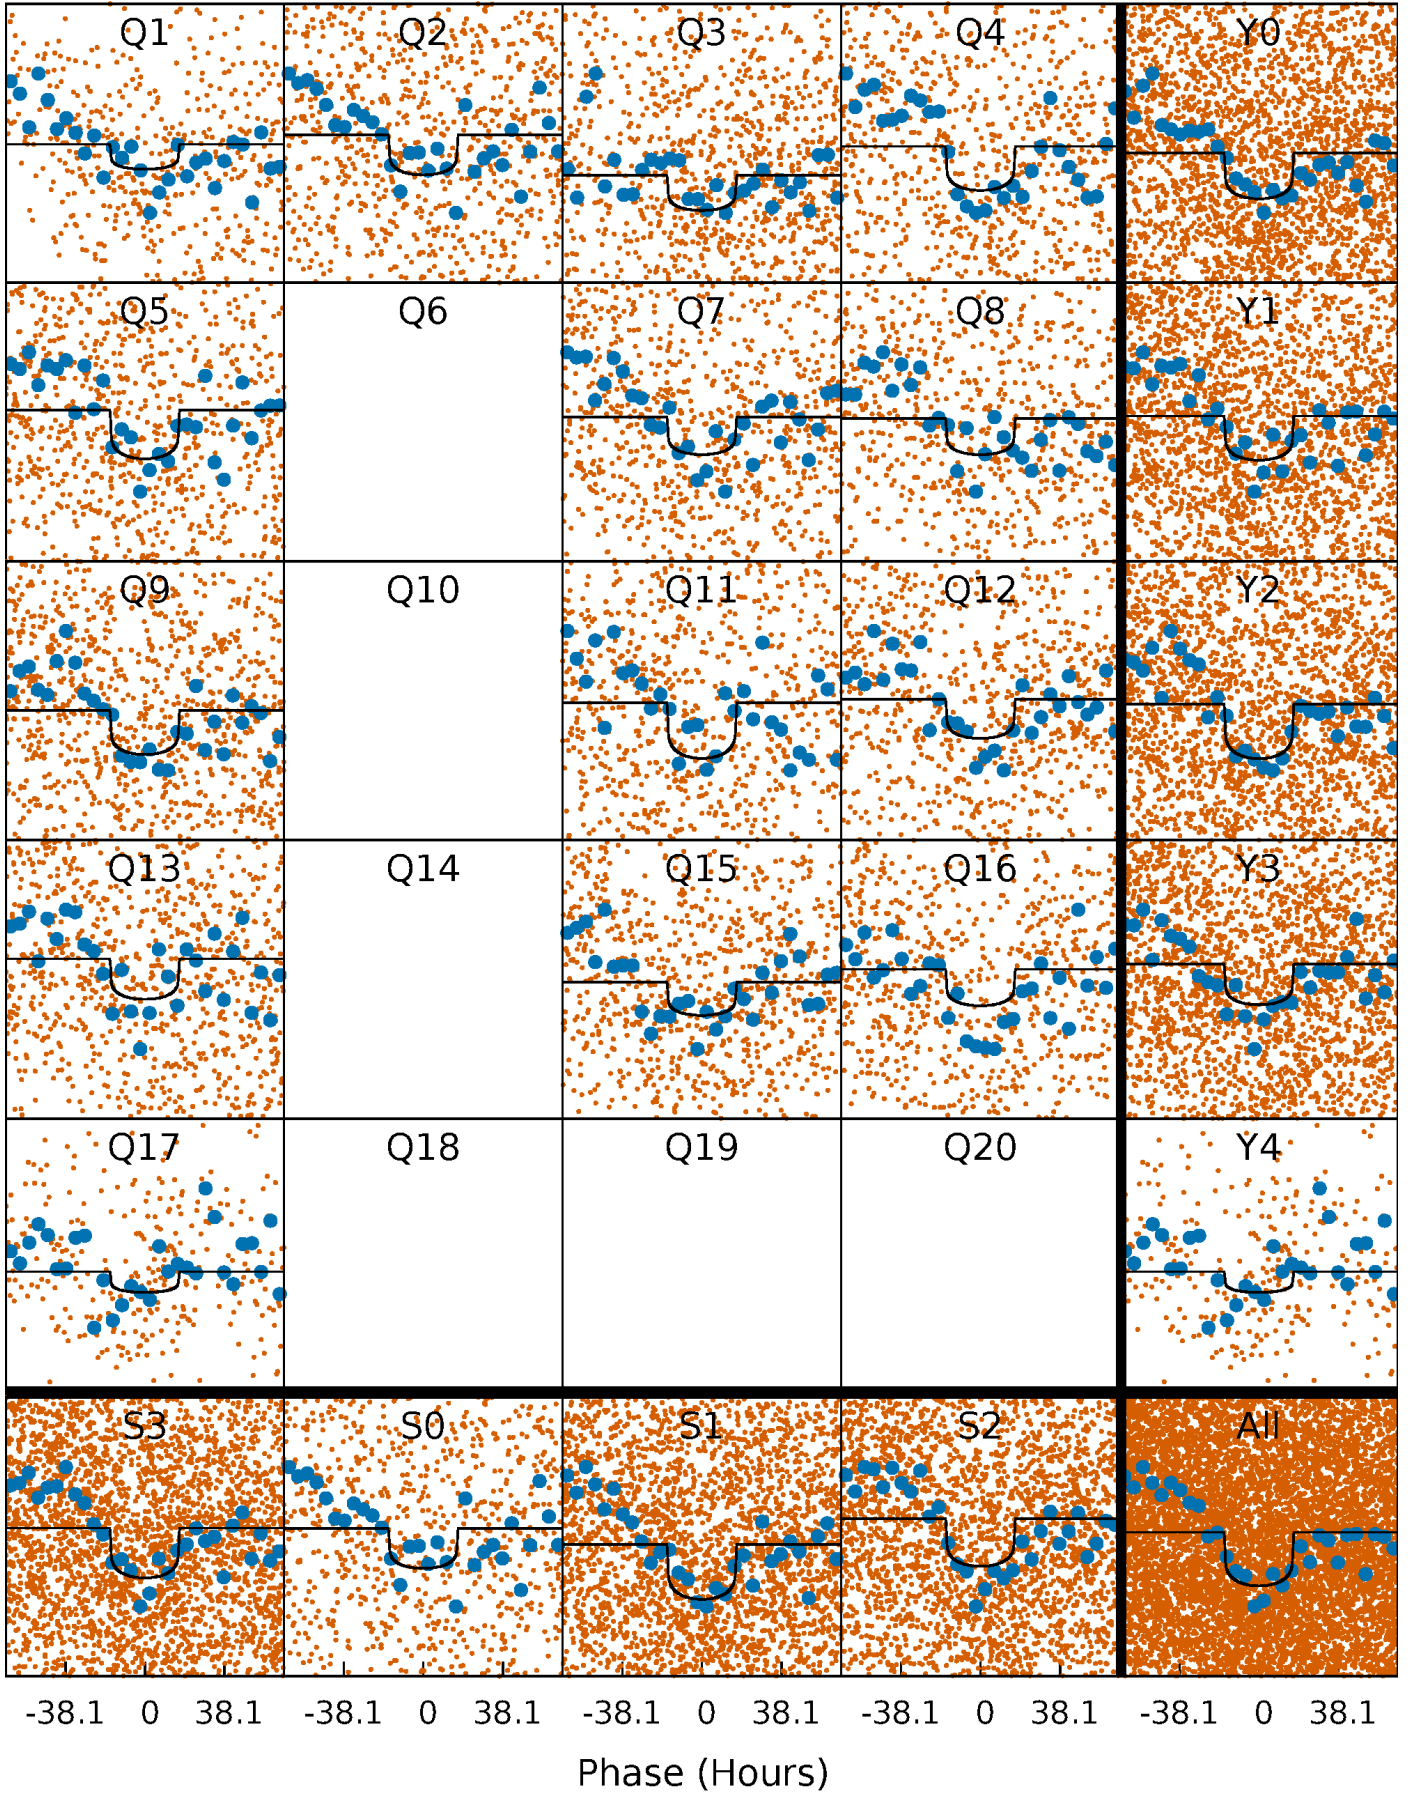 Q1 Q2 Q3 Q4 Y0
Q5 Q6 Q7 Q8 Y1
Q9 Q10 Q11 Q12 Y2
Q13 Q14 Q15 Q16 Y3
Q17 Q18 Q19 Q20 Y4
S3 S0 S1 S2 All
-38.1 0 38.1 -38.1 0 38.1 -38.1 0 38.1 -38.1 0 38.1 -38.1 0 38.1
Phase (Hours)